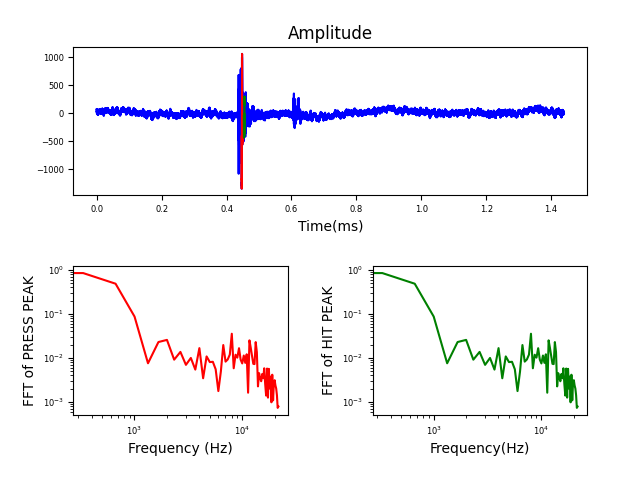 Amplitude
1000
500
0
−500
−1000
0.0 0.2 0.4 0.6 0.8 1.0 1.2 1.4
Time(ms)
FFT of PRESS PEAK
10⁰
10⁻¹
10⁻²
10⁻³
10³ 10⁴
Frequency (Hz)
FFT of HIT PEAK
10⁰
10⁻¹
10⁻²
10⁻³
10³ 10⁴
Frequency(Hz)